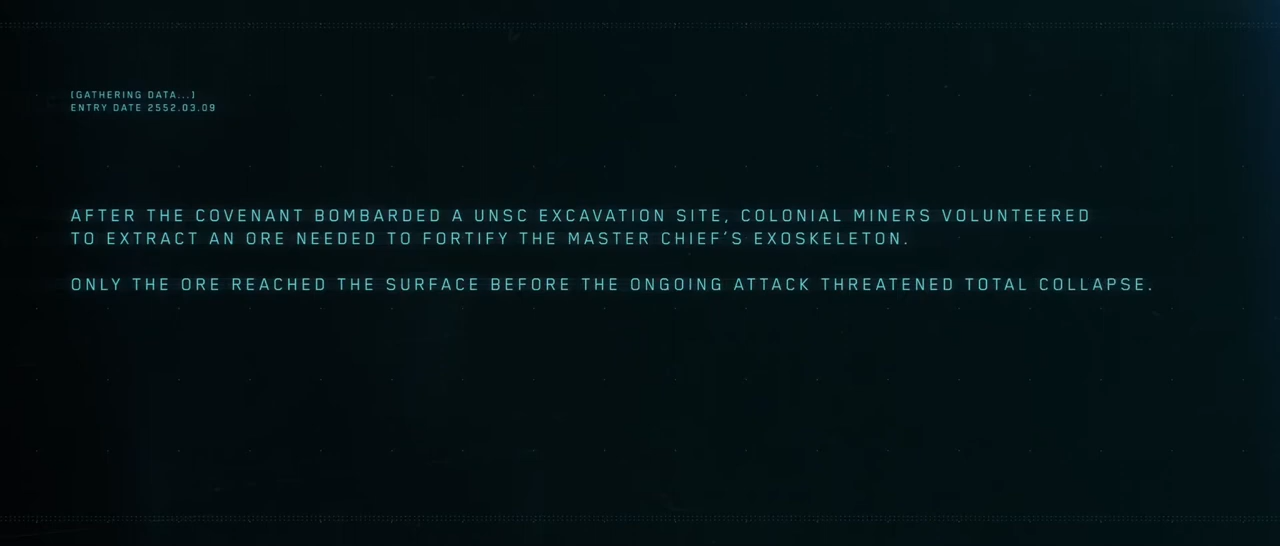 [GATHERING DATA...]
ENTRY DATE 2552.03.09
AFTER THE COVENANT BOMBARDED A UNSC EXCAVATION SITE, COLONIAL MINERS VOLUNTEERED
TO EXTRACT AN ORE NEEDED TO FORTIFY THE MASTER CHIEF'S EXOSKELETON.
ONLY THE ORE REACHED THE SURFACE BEFORE THE ONGOING ATTACK THREATENED TOTAL COLLAPSE.